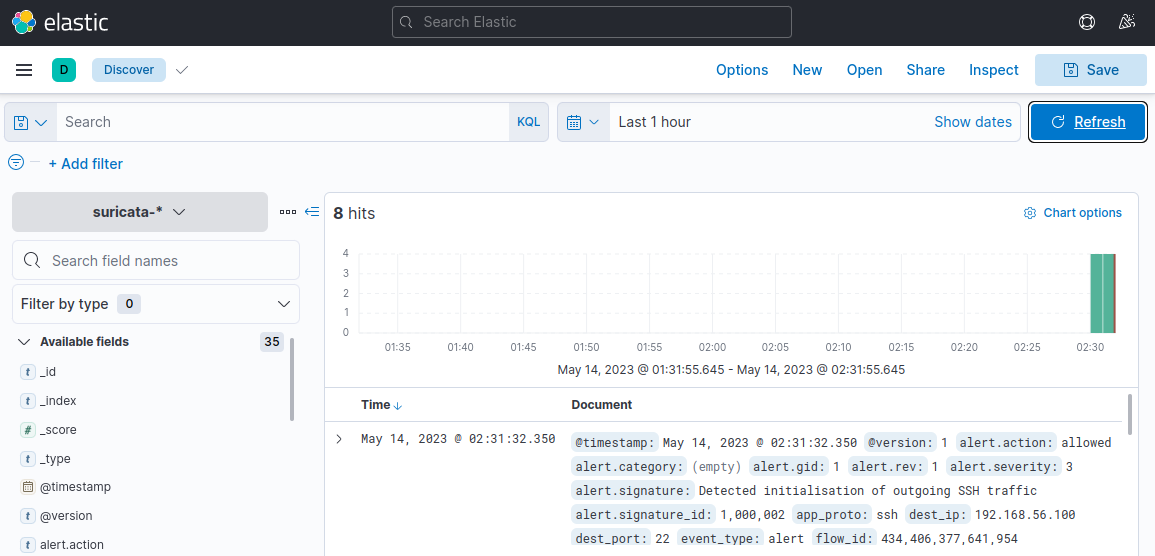 elastic
Search Elastic
D
Discover
Options New Open Share Inspect Save
Search KQL
Last 1 hour Show dates
Refresh
+ Add filter
suricata-*
Search field names
Filter by type 0
Available fields 35
t _id
t _index
# _score
t _type
@timestamp
t @version
t alert.action
8 hits
Chart options
4
3
2
1
0
01:35 01:40 01:45 01:50 01:55 02:00 02:05 02:10 02:15 02:20 02:25 02:30
May 14, 2023 @ 01:31:55.645 - May 14, 2023 @ 02:31:55.645
Time Document
May 14, 2023 @ 02:31:32.350
@timestamp: May 14, 2023 @ 02:31:32.350 @version: 1 alert.action: allowed
alert.category: (empty) alert.gid: 1 alert.rev: 1 alert.severity: 3
alert.signature: Detected initialisation of outgoing SSH traffic
alert.signature_id: 1,000,002 app_proto: ssh dest_ip: 192.168.56.100
dest_port: 22 event_type: alert flow_id: 434,406,377,641,954